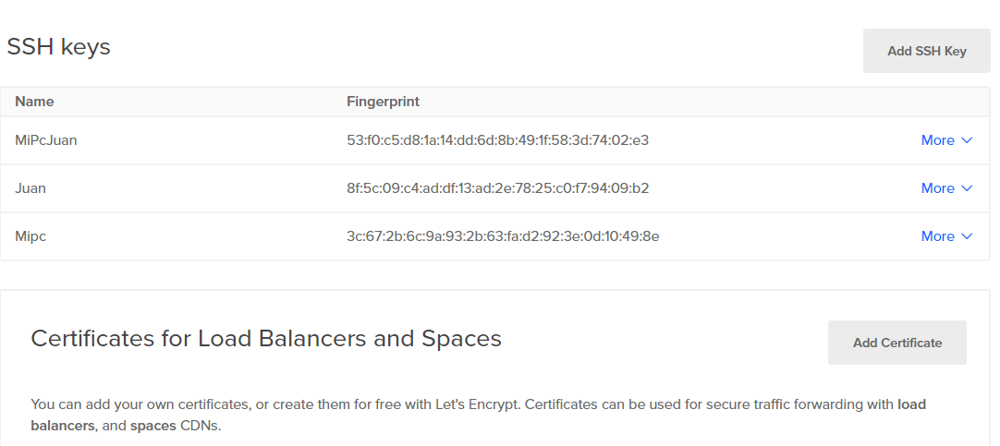 SSH keys
Add SSH Key
Name Fingerprint
MiPcJuan 53:f0:c5:d8:1a:14:dd:6d:8b:49:1f:58:3d:74:02:e3 More
Juan 8f:5c:09:c4:ad:df:13:ad:2e:78:25:c0:f7:94:09:b2 More
Mipc 3c:67:2b:6c:9a:93:2b:63:fa:d2:92:3e:0d:10:49:8e More
Certificates for Load Balancers and Spaces
Add Certificate
You can add your own certificates, or create them for free with Let's Encrypt. Certificates can be used for secure traffic forwarding with load
balancers, and spaces CDNs.